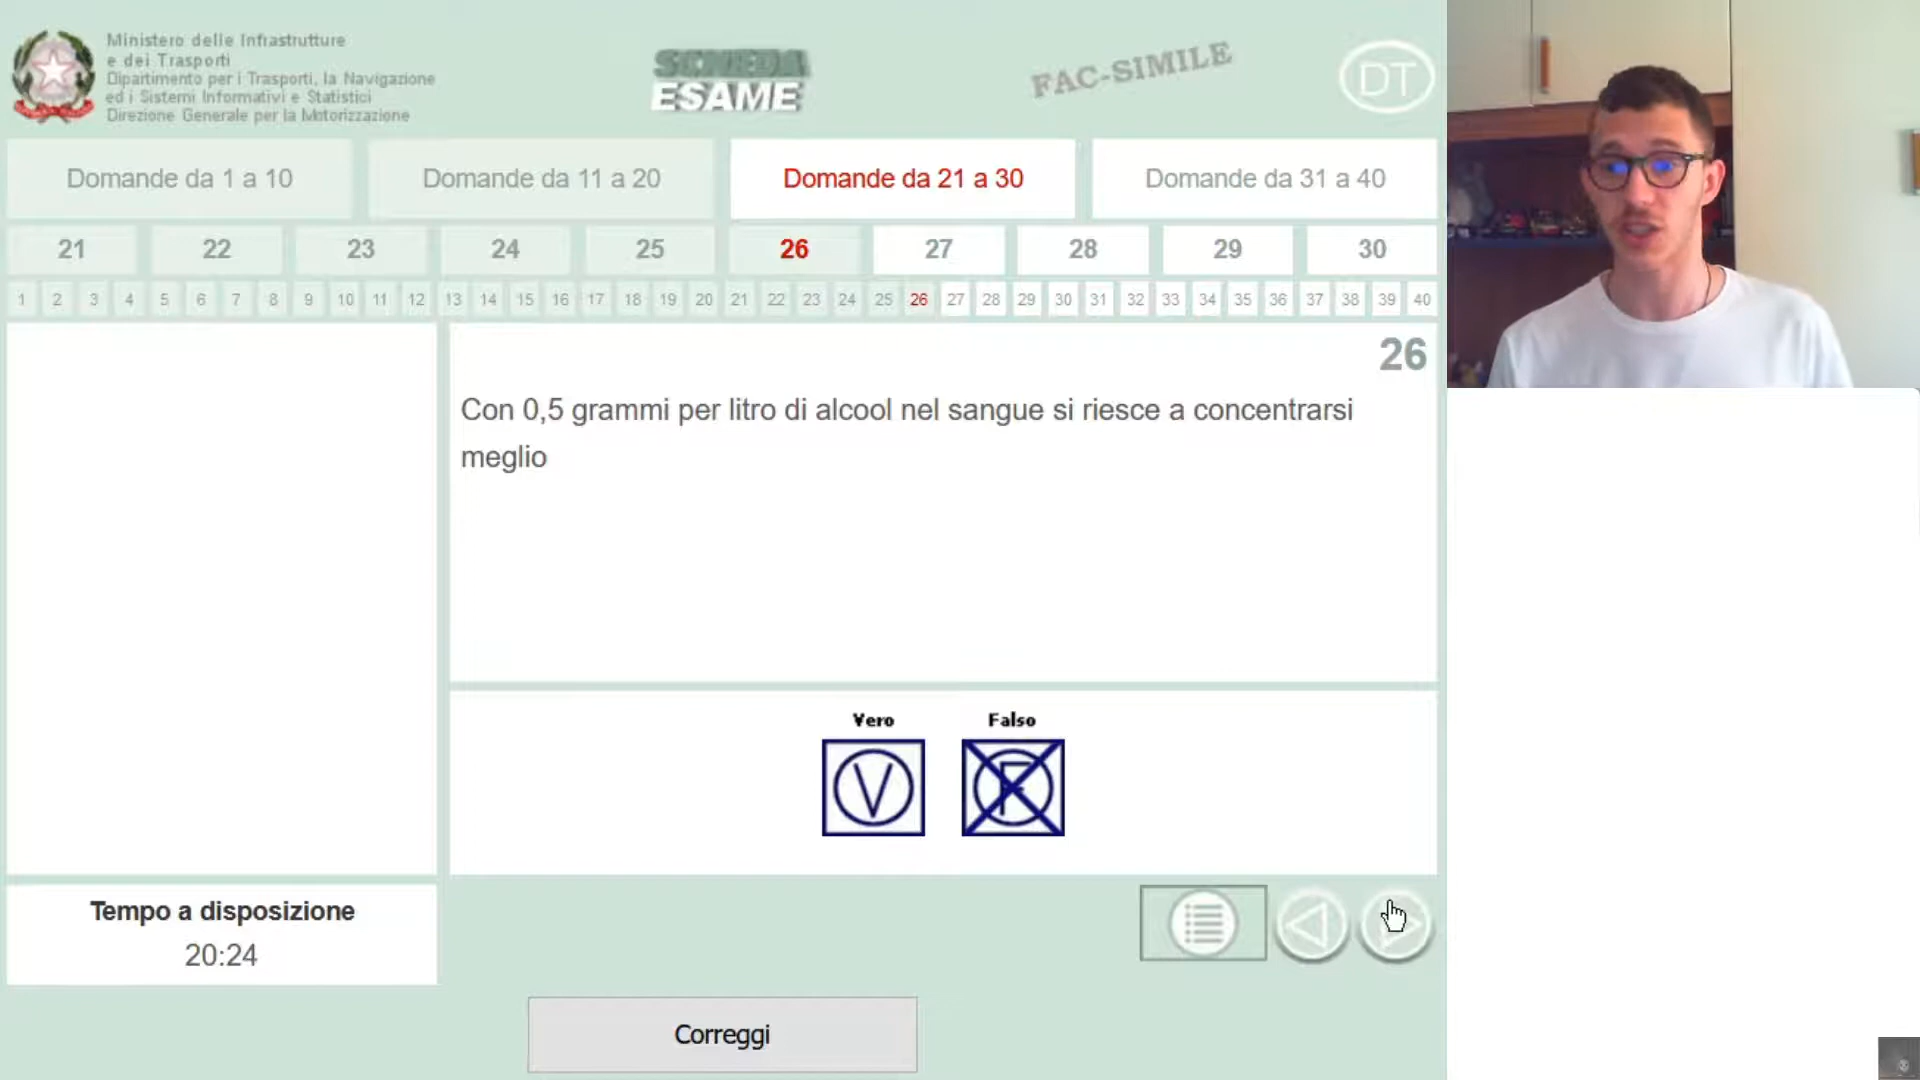 Ministero delle Infrastrutture
e dei Trasporti
Dipartimento per i Trasporti, la Navigazione
ed i Sistemi Informativi e Statistici
Direzione Generale per la Motorizzazione
SCHEDA
ESAME
FAC-SIMILE
DT
Domande da 1 a 10
Domande da 11 a 20
Domande da 21 a 30
Domande da 31 a 40
21 22 23 24 25 26 27 28 29 30
1 2 3 4 5 6 7 8 9 10 11 12 13 14 15 16 17 18 19 20 21 22 23 24 25 26 27 28 29 30 31 32 33 34 35 36 37 38 39 40
26
Con 0,5 grammi per litro di alcool nel sangue si riesce a concentrarsi
meglio
Vero
Falso
V
F
Tempo a disposizione
20:24
Correggi